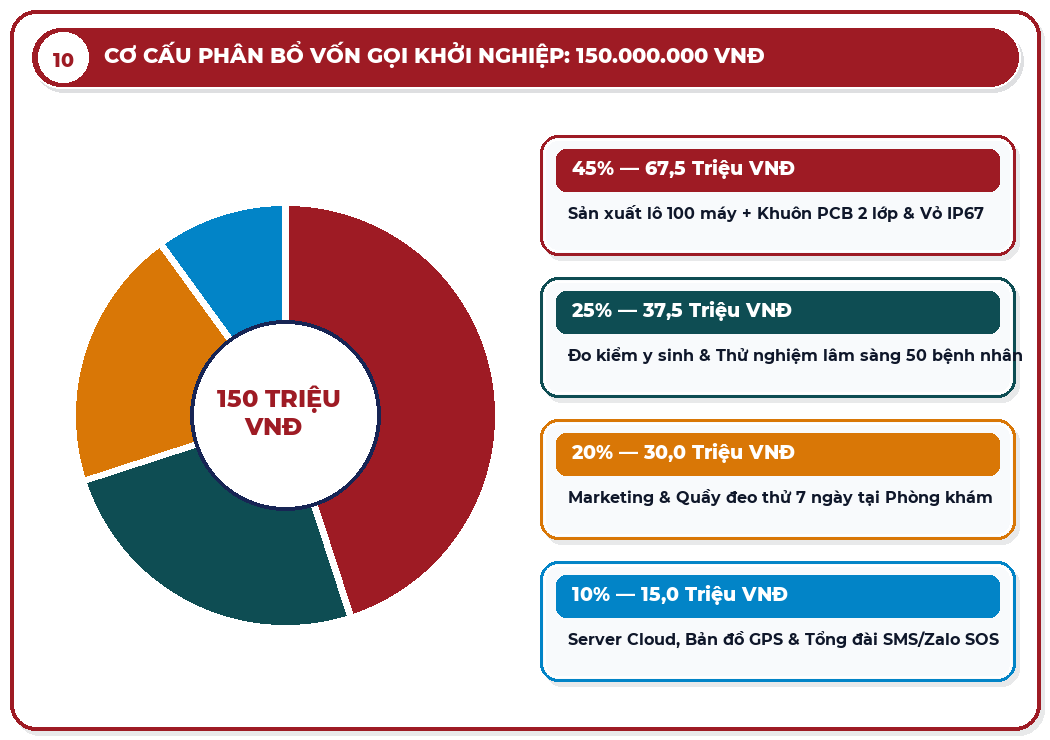 10
CƠ CẤU PHÂN BỔ VỐN GỌI KHỞI NGHIỆP: 150.000.000 VNĐ
150 TRIỆU
VNĐ
45% — 67,5 Triệu VNĐ
Sản xuất lô 100 máy + Khuôn PCB 2 lớp & Vỏ IP67
25% — 37,5 Triệu VNĐ
Đo kiểm y sinh & Thử nghiệm lâm sàng 50 bệnh nhân
20% — 30,0 Triệu VNĐ
Marketing & Quầy đeo thử 7 ngày tại Phòng khám
10% — 15,0 Triệu VNĐ
Server Cloud, Bản đồ GPS & Tổng đài SMS/Zalo SOS